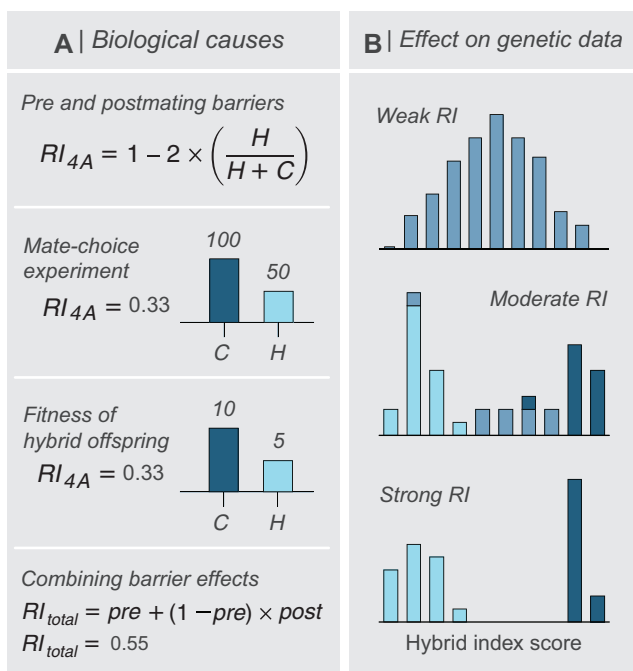 A | Biological causes
Pre and postmating barriers
RI4A = 1 – 2 × (H / (H + C))
Mate-choice
experiment
RI4A = 0.33
100
50
C
H
Fitness of
hybrid offspring
RI4A = 0.33
10
5
C
H
Combining barrier effects
RItotal = pre + (1 – pre) × post
RItotal = 0.55
B | Effect on genetic data
Weak RI
Moderate RI
Strong RI
Hybrid index score